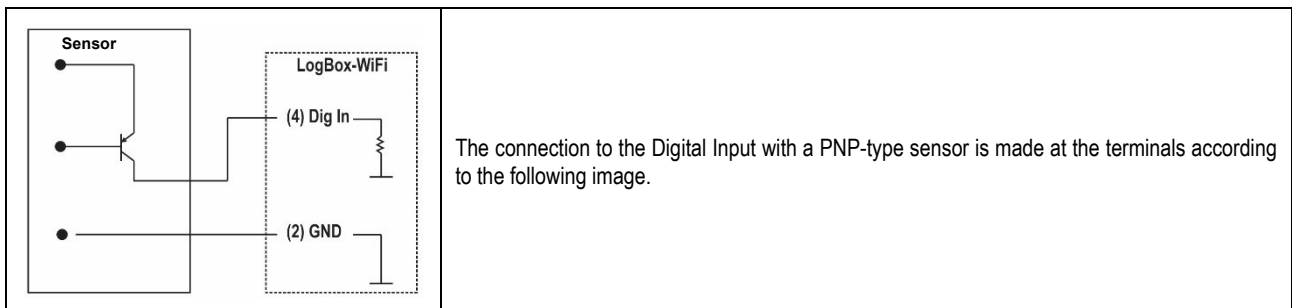 Sensor
LogBox-WiFi
(4) Dig In
(2) GND
The connection to the Digital Input with a PNP-type sensor is made at the terminals according
to the following image.